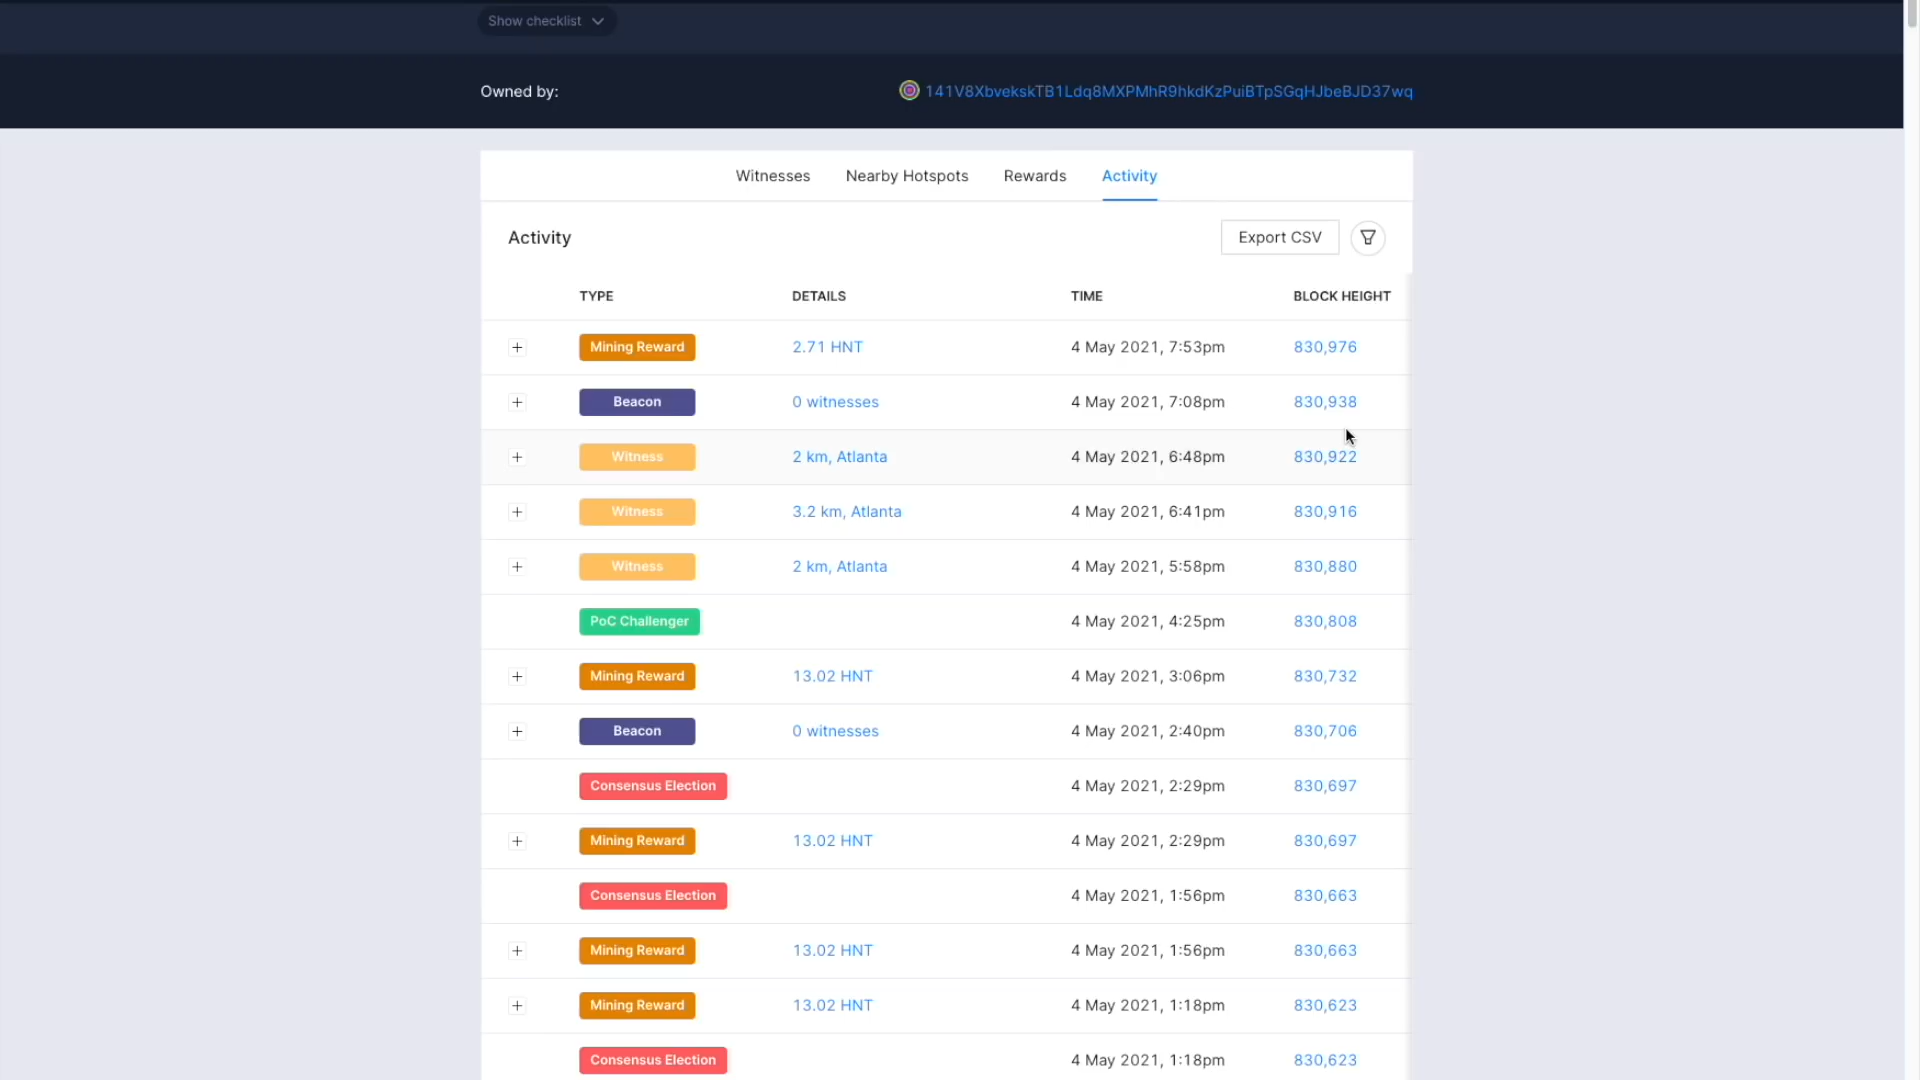 Show checklist
Owned by: 141V8XbvekskTB1Ldq8MXPMhR9hkdKzPuiBTpSGqHJbeBJD37wq
Witnesses Nearby Hotspots Rewards Activity
Activity Export CSV
TYPE DETAILS TIME BLOCK HEIGHT
+ Mining Reward 2.71 HNT 4 May 2021, 7:53pm 830,976
+ Beacon 0 witnesses 4 May 2021, 7:08pm 830,938
+ Witness 2 km, Atlanta 4 May 2021, 6:48pm 830,922
+ Witness 3.2 km, Atlanta 4 May 2021, 6:41pm 830,916
+ Witness 2 km, Atlanta 4 May 2021, 5:58pm 830,880
PoC Challenger 4 May 2021, 4:25pm 830,808
+ Mining Reward 13.02 HNT 4 May 2021, 3:06pm 830,732
+ Beacon 0 witnesses 4 May 2021, 2:40pm 830,706
Consensus Election 4 May 2021, 2:29pm 830,697
+ Mining Reward 13.02 HNT 4 May 2021, 2:29pm 830,697
Consensus Election 4 May 2021, 1:56pm 830,663
+ Mining Reward 13.02 HNT 4 May 2021, 1:56pm 830,663
+ Mining Reward 13.02 HNT 4 May 2021, 1:18pm 830,623
Consensus Election 4 May 2021, 1:18pm 830,623